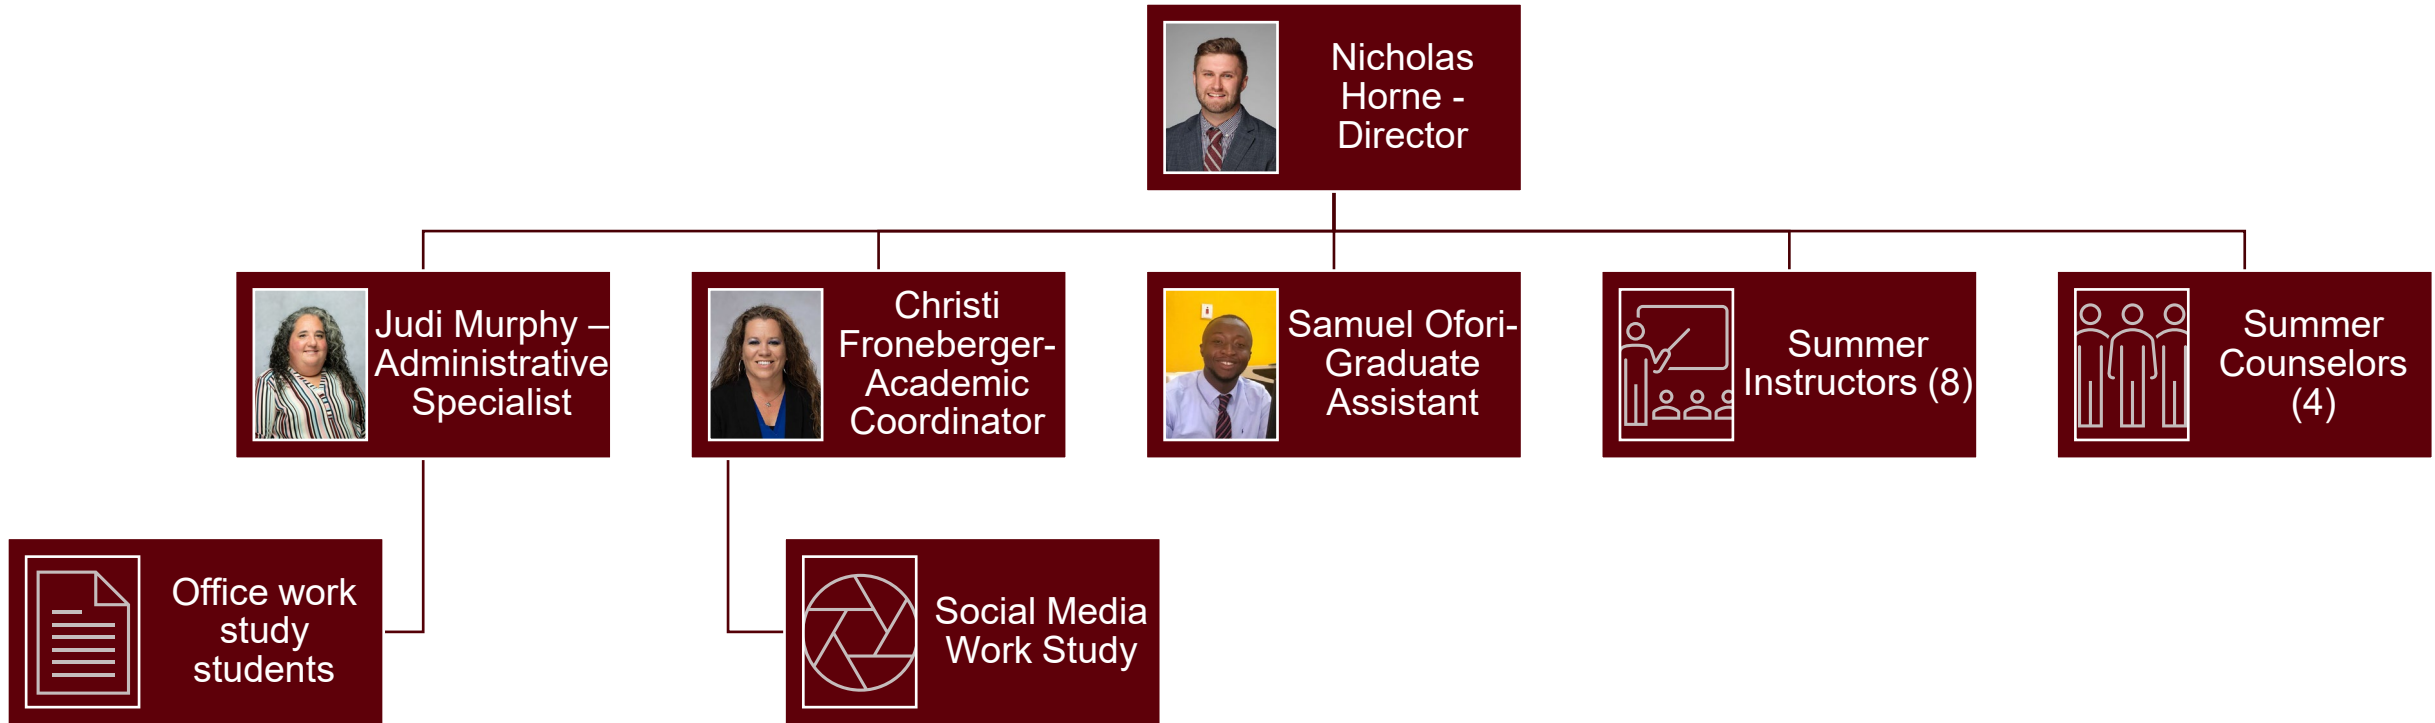 Nicholas
Horne -
Director
Judi Murphy –
Administrative
Specialist
Christi
Froneberger-
Academic
Coordinator
Samuel Ofori-
Graduate
Assistant
Summer
Instructors (8)
Summer
Counselors
(4)
Office work
study
students
Social Media
Work Study